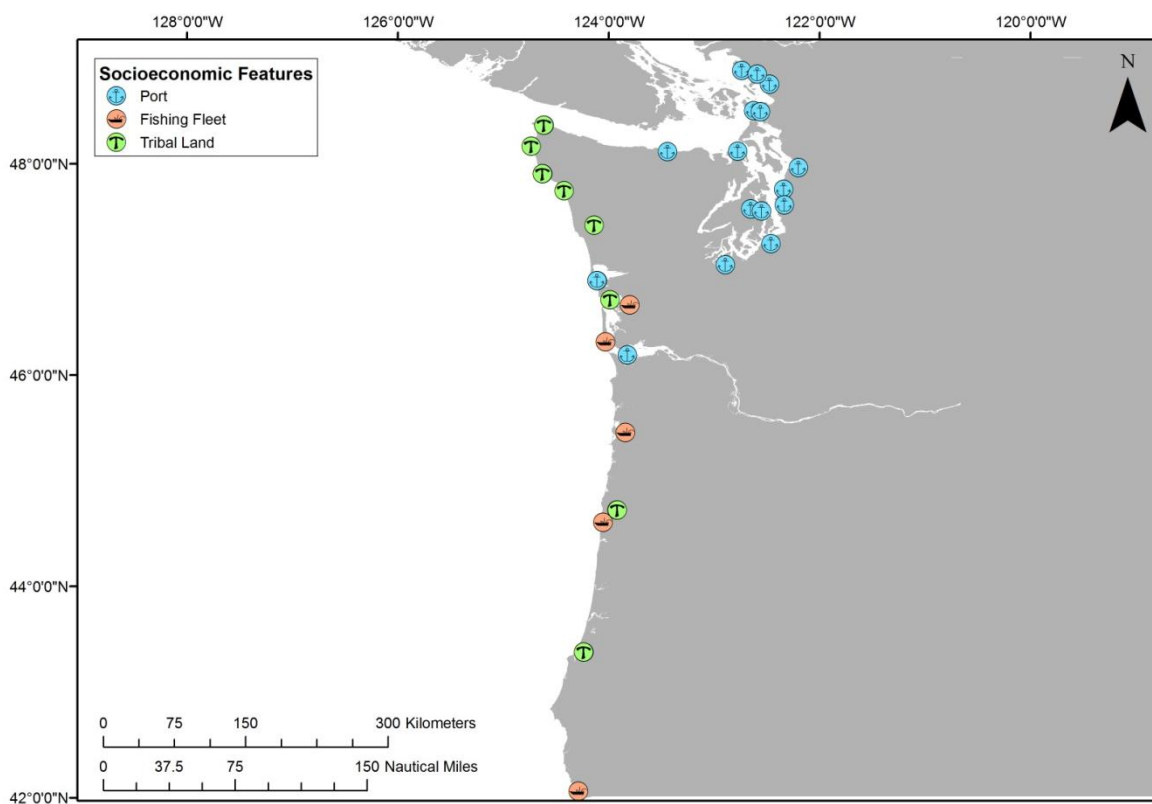 128°0'0"W 126°0'0"W 124°0'0"W 122°0'0"W 120°0'0"W
Socioeconomic Features
Port
Fishing Fleet
Tribal Land
N
48°0'0"N
46°0'0"N
44°0'0"N
42°0'0"N
0 75 150 300 Kilometers
0 37.5 75 150 Nautical Miles